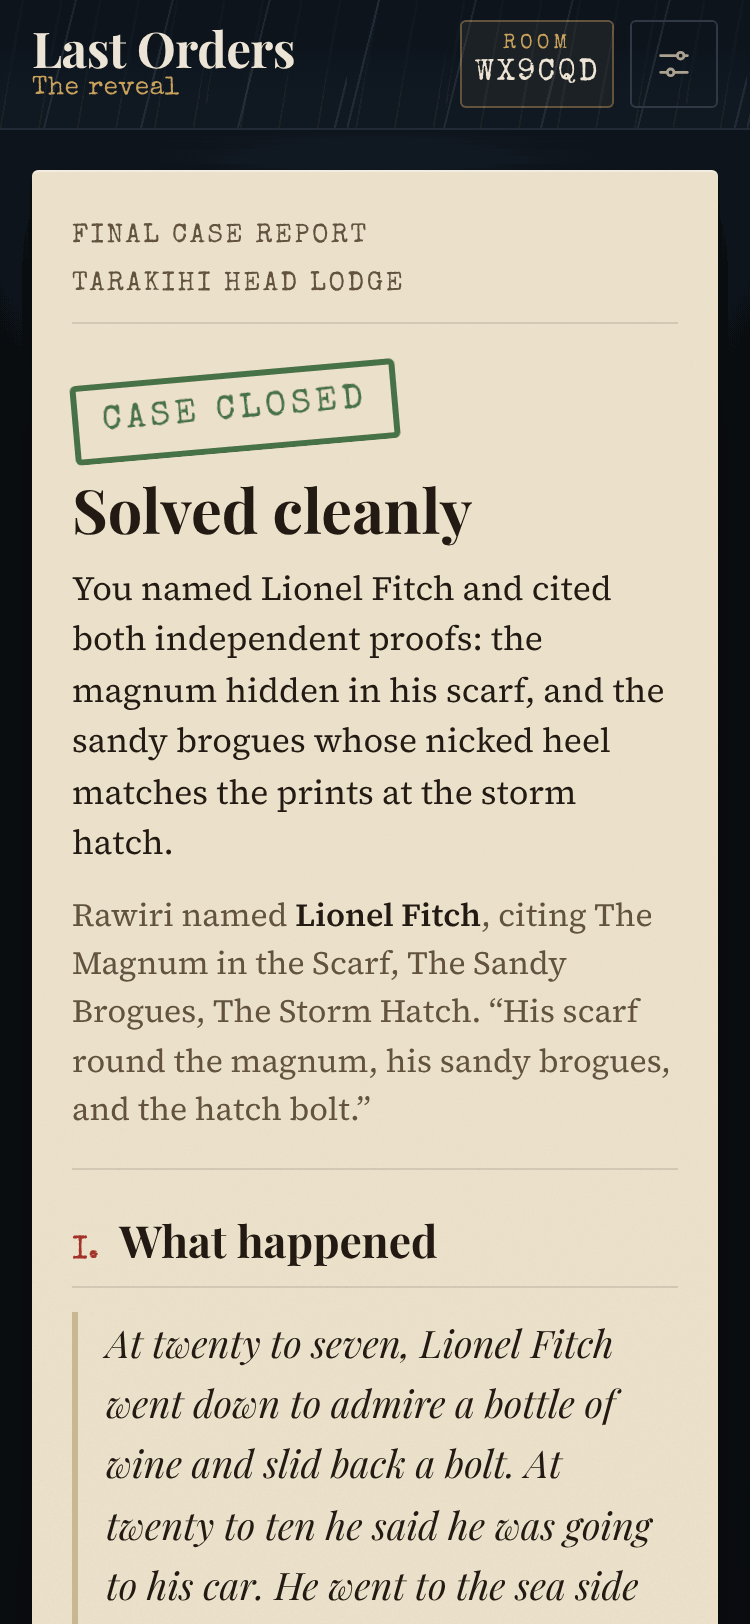 Last Orders
The reveal
ROOM
WX9CQD
FINAL CASE REPORT
TARAKIHI HEAD LODGE
CASE CLOSED
Solved cleanly
You named Lionel Fitch and cited
both independent proofs: the
magnum hidden in his scarf, and the
sandy brogues whose nicked heel
matches the prints at the storm
hatch.
Rawiri named Lionel Fitch, citing The
Magnum in the Scarf, The Sandy
Brogues, The Storm Hatch. “His scarf
round the magnum, his sandy brogues,
and the hatch bolt.”
1. What happened
At twenty to seven, Lionel Fitch
went down to admire a bottle of
wine and slid back a bolt. At
twenty to ten he said he was going
to his car. He went to the sea side